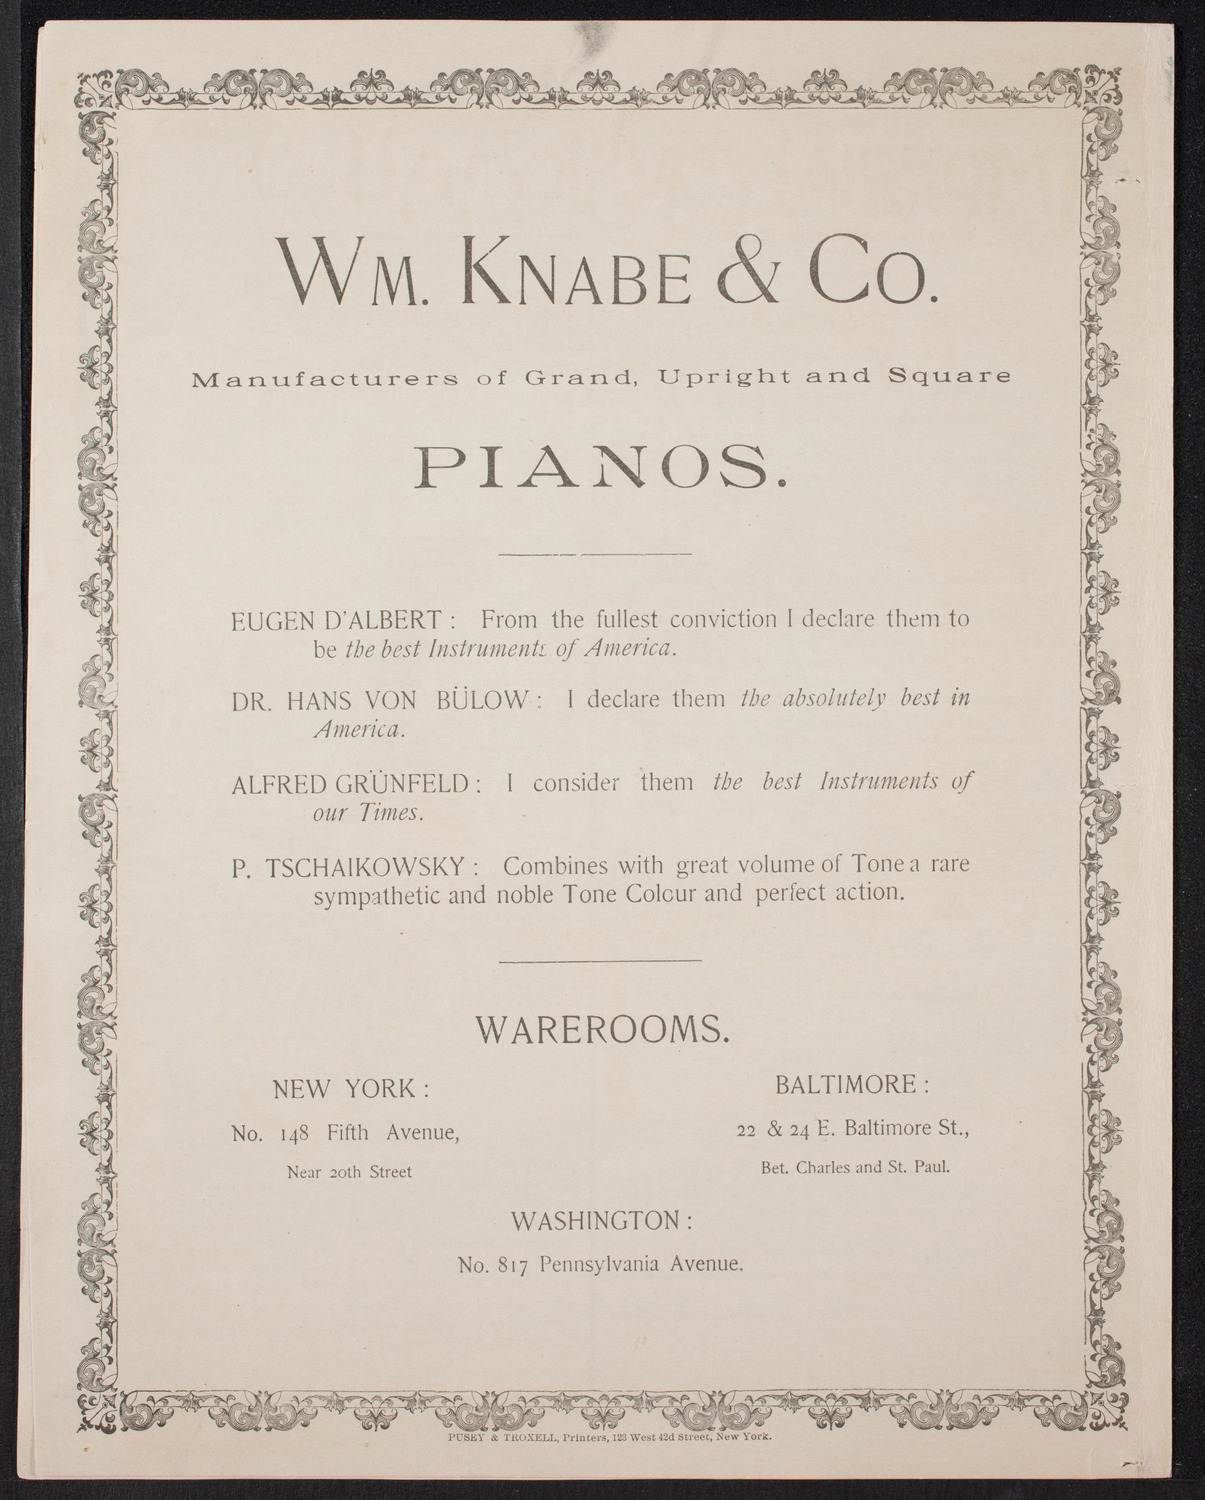 WM. KNABE & CO.
Manufacturers of Grand, Upright and Square
PIANOS.
EUGEN D'ALBERT : From the fullest conviction I declare them to
be the best Instruments of America.
DR. HANS VON BÜLOW : I declare them the absolutely best in
America.
ALFRED GRÜNFELD : I consider them the best Instruments of
our Times.
P. TSCHAIKOWSKY : Combines with great volume of Tone a rare
sympathetic and noble Tone Colour and perfect action.
WAREROOMS.
NEW YORK :
No. 148 Fifth Avenue,
Near 20th Street
BALTIMORE :
22 & 24 E. Baltimore St.,
Bet. Charles and St. Paul.
WASHINGTON :
No. 817 Pennsylvania Avenue.
PUSEY & TROXELL, Printers, 123 West 42d Street, New York.